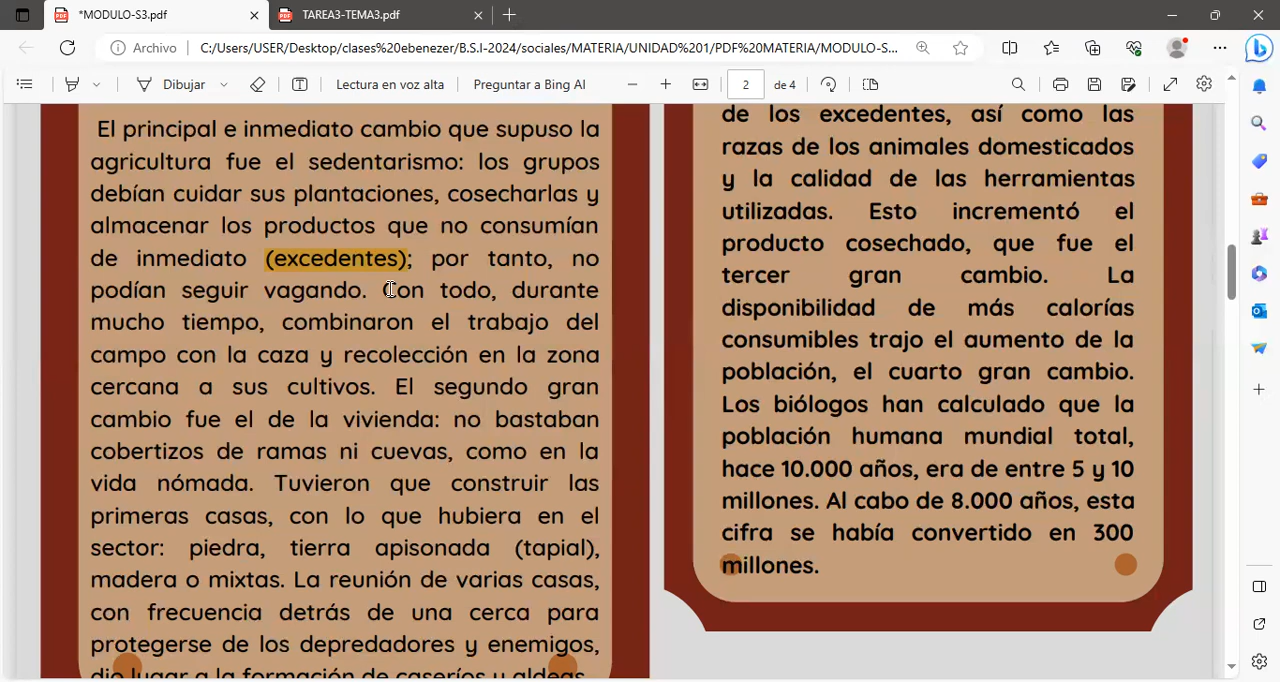 *MODULO-S3.pdf
TAREA3-TEMA3.pdf
Archivo
C:/Users/USER/Desktop/clases%20ebenezer/B.S.I-2024/sociales/MATERIA/UNIDAD%201/PDF%20MATERIA/MODULO-S...
Dibujar
Lectura en voz alta
Preguntar a Bing AI
2
de 4
El principal e inmediato cambio que supuso la
agricultura fue el sedentarismo: los grupos
debían cuidar sus plantaciones, cosecharlas y
almacenar los productos que no consumían
de inmediato (excedentes); por tanto, no
podían seguir vagando. Con todo, durante
mucho tiempo, combinaron el trabajo del
campo con la caza y recolección en la zona
cercana a sus cultivos. El segundo gran
cambio fue el de la vivienda: no bastaban
cobertizos de ramas ni cuevas, como en la
vida nómada. Tuvieron que construir las
primeras casas, con lo que hubiera en el
sector: piedra, tierra apisonada (tapial),
madera o mixtas. La reunión de varias casas,
con frecuencia detrás de una cerca para
protegerse de los depredadores y enemigos,
dio lugar a la formación de caseríos y aldeas.
de los excedentes, así como las
razas de los animales domesticados
y la calidad de las herramientas
utilizadas. Esto incrementó el
producto cosechado, que fue el
tercer gran cambio. La
disponibilidad de más calorías
consumibles trajo el aumento de la
población, el cuarto gran cambio.
Los biólogos han calculado que la
población humana mundial total,
hace 10.000 años, era de entre 5 y 10
millones. Al cabo de 8.000 años, esta
cifra se había convertido en 300
millones.